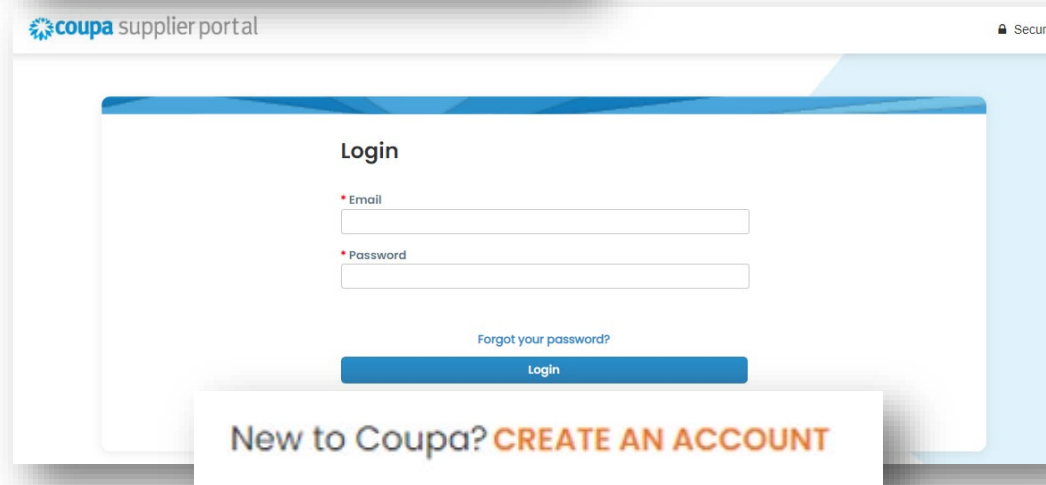 coupa supplier portal
Secur
Login
* Email
* Password
Forgot your password?
Login
New to Coupa? CREATE AN ACCOUNT